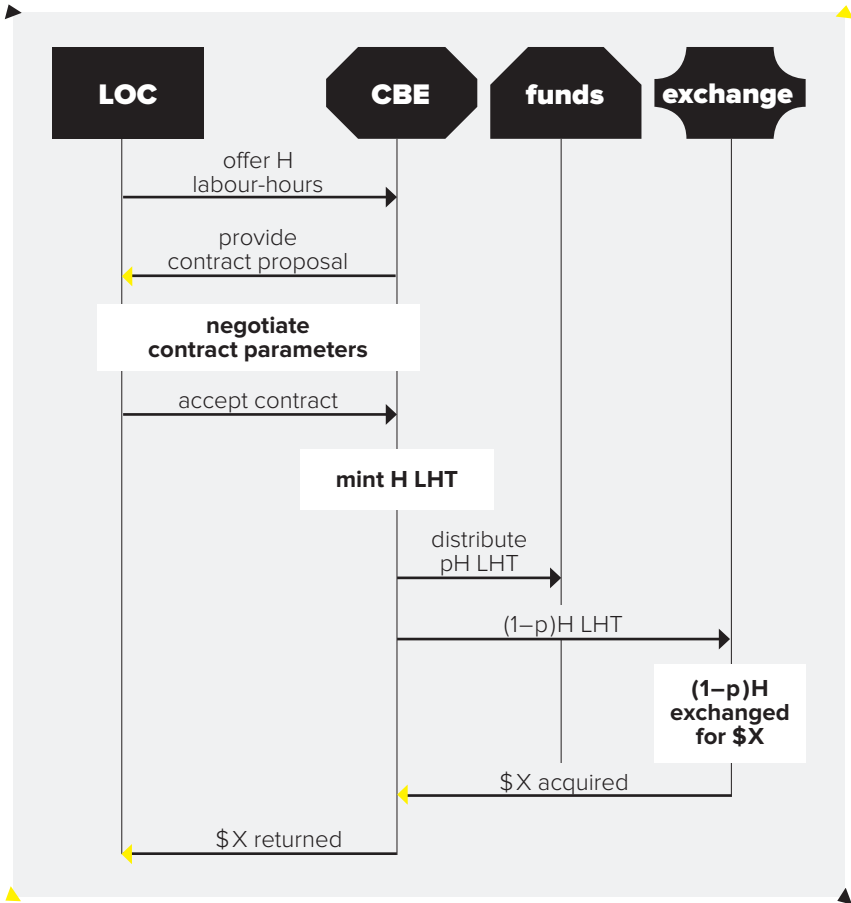 LOC
CBE
funds
exchange
offer H
labour-hours
provide
contract proposal
negotiate
contract parameters
accept contract
mint H LHT
distribute
pH LHT
(1–p)H LHT
(1–p)H
exchanged
for $X
$X acquired
$X returned